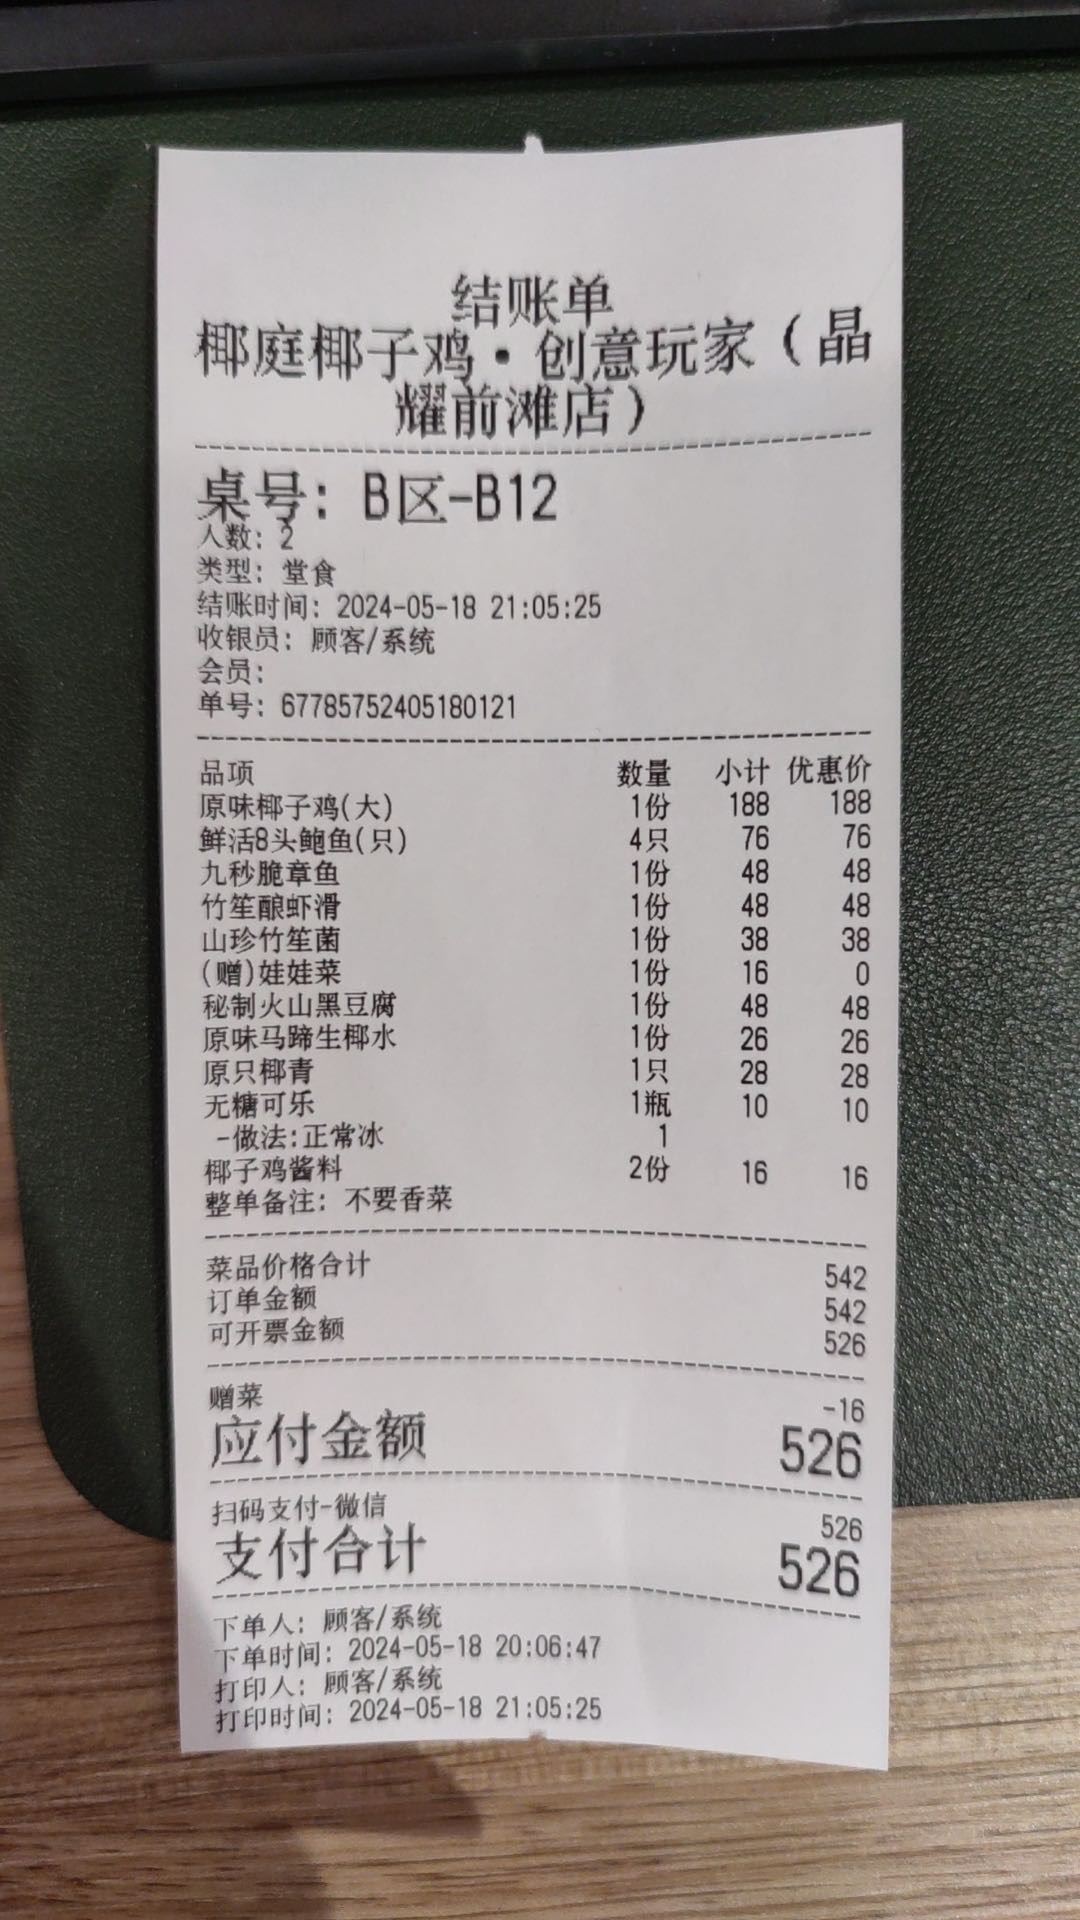 结账单
椰庭椰子鸡·创意玩家（晶
耀前滩店）
桌号：B区-B12
人数：2
类型：堂食
结账时间：2024-05-18 21:05:25
收银员：顾客/系统
会员：
单号：67785752405180121
品项 数量 小计 优惠价
原味椰子鸡(大) 1份 188 188
鲜活8头鲍鱼(只) 4只 76 76
九秒脆章鱼 1份 48 48
竹笙酿虾滑 1份 48 48
山珍竹笙菌 1份 38 38
(赠)娃娃菜 1份 16 0
秘制火山黑豆腐 1份 48 48
原味马蹄生椰水 1份 26 26
原只椰青 1只 28 28
无糖可乐 1瓶 10 10
-做法:正常冰 1
椰子鸡酱料 2份 16 16
整单备注：不要香菜
菜品价格合计 542
订单金额 542
可开票金额 526
赠菜 -16
应付金额 526
扫码支付-微信 526
支付合计 526
下单人：顾客/系统
下单时间：2024-05-18 20:06:47
打印人：顾客/系统
打印时间：2024-05-18 21:05:25